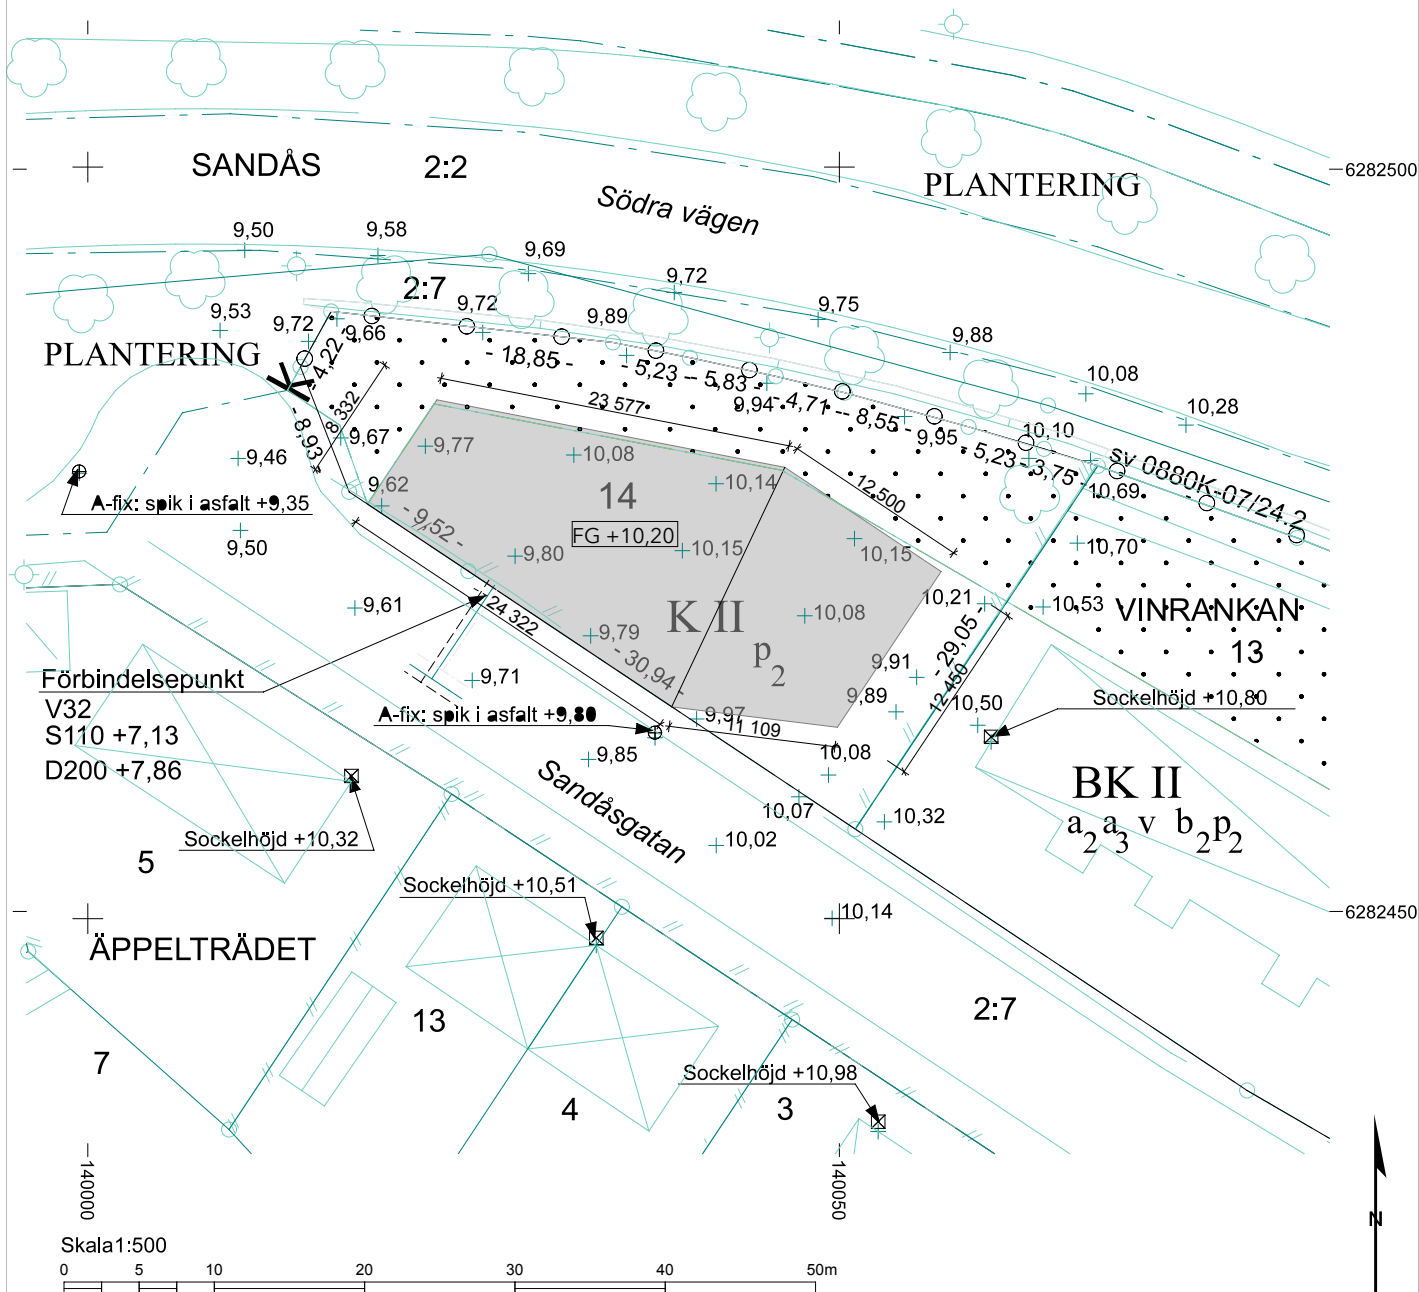 SANDÅS 2:2
6282500
PLANTERING
Södra vägen
9,50
9,58
9,69
9,72
9,75
9,88
10,08
10,28
2:7
9,53
9,72
9,66
9,72
9,89
PLANTERING
- 4,22 -
- 18,85 -
- 5,23 -
- 5,83 -
- 4,71 -
- 8,55 -
- 5,23 -
- 3,75 -
sv 0880K-07/24.2
8 332
23 577
12 500
- 8,93 -
9,94
9,95
10,10
10,69
9,67
9,77
10,08
10,14
9,46
9,62
14
FG +10,20
A-fix: spik i asfalt +9,35
- 9,52 -
9,50
9,80
10,15
10,15
10,70
9,61
24 322
9,79
10,08
10,21
10,53
VINRANKAN
13
K II
p2
- 30,94 -
- 29,05 -
12 450
9,91
9,89
Förbindelsepunkt
V32
S110 +7,13
D200 +7,86
9,71
A-fix: spik i asfalt +9,80
9,97
11 109
10,50
Sockelhöjd +10,80
9,85
10,08
10,07
10,32
Sandåsgatan
BK II
a2a3 v b2p2
Sockelhöjd +10,32
10,02
5
Sockelhöjd +10,51
10,14
6282450
ÄPPELTRÄDET
13
2:7
7
4
Sockelhöjd +10,98
3
140000
140050
N
Skala1:500
0 5 10 20 30 40 50m